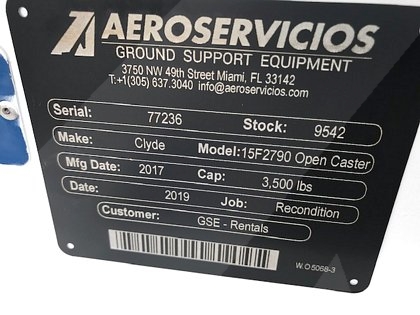 AEROSERVICIOS
GROUND SUPPORT EQUIPMENT
3750 NW 49th Street Miami, FL 33142
T:+1(305) 637.3040 info@aeroservicios.com
Serial: 77236 Stock: 9542
Make: Clyde Model: 15F2790 Open Caster
Mfg Date: 2017 Cap: 3,500 lbs
Date: 2019 Job: Recondition
Customer: GSE - Rentals
W.O 5068-3